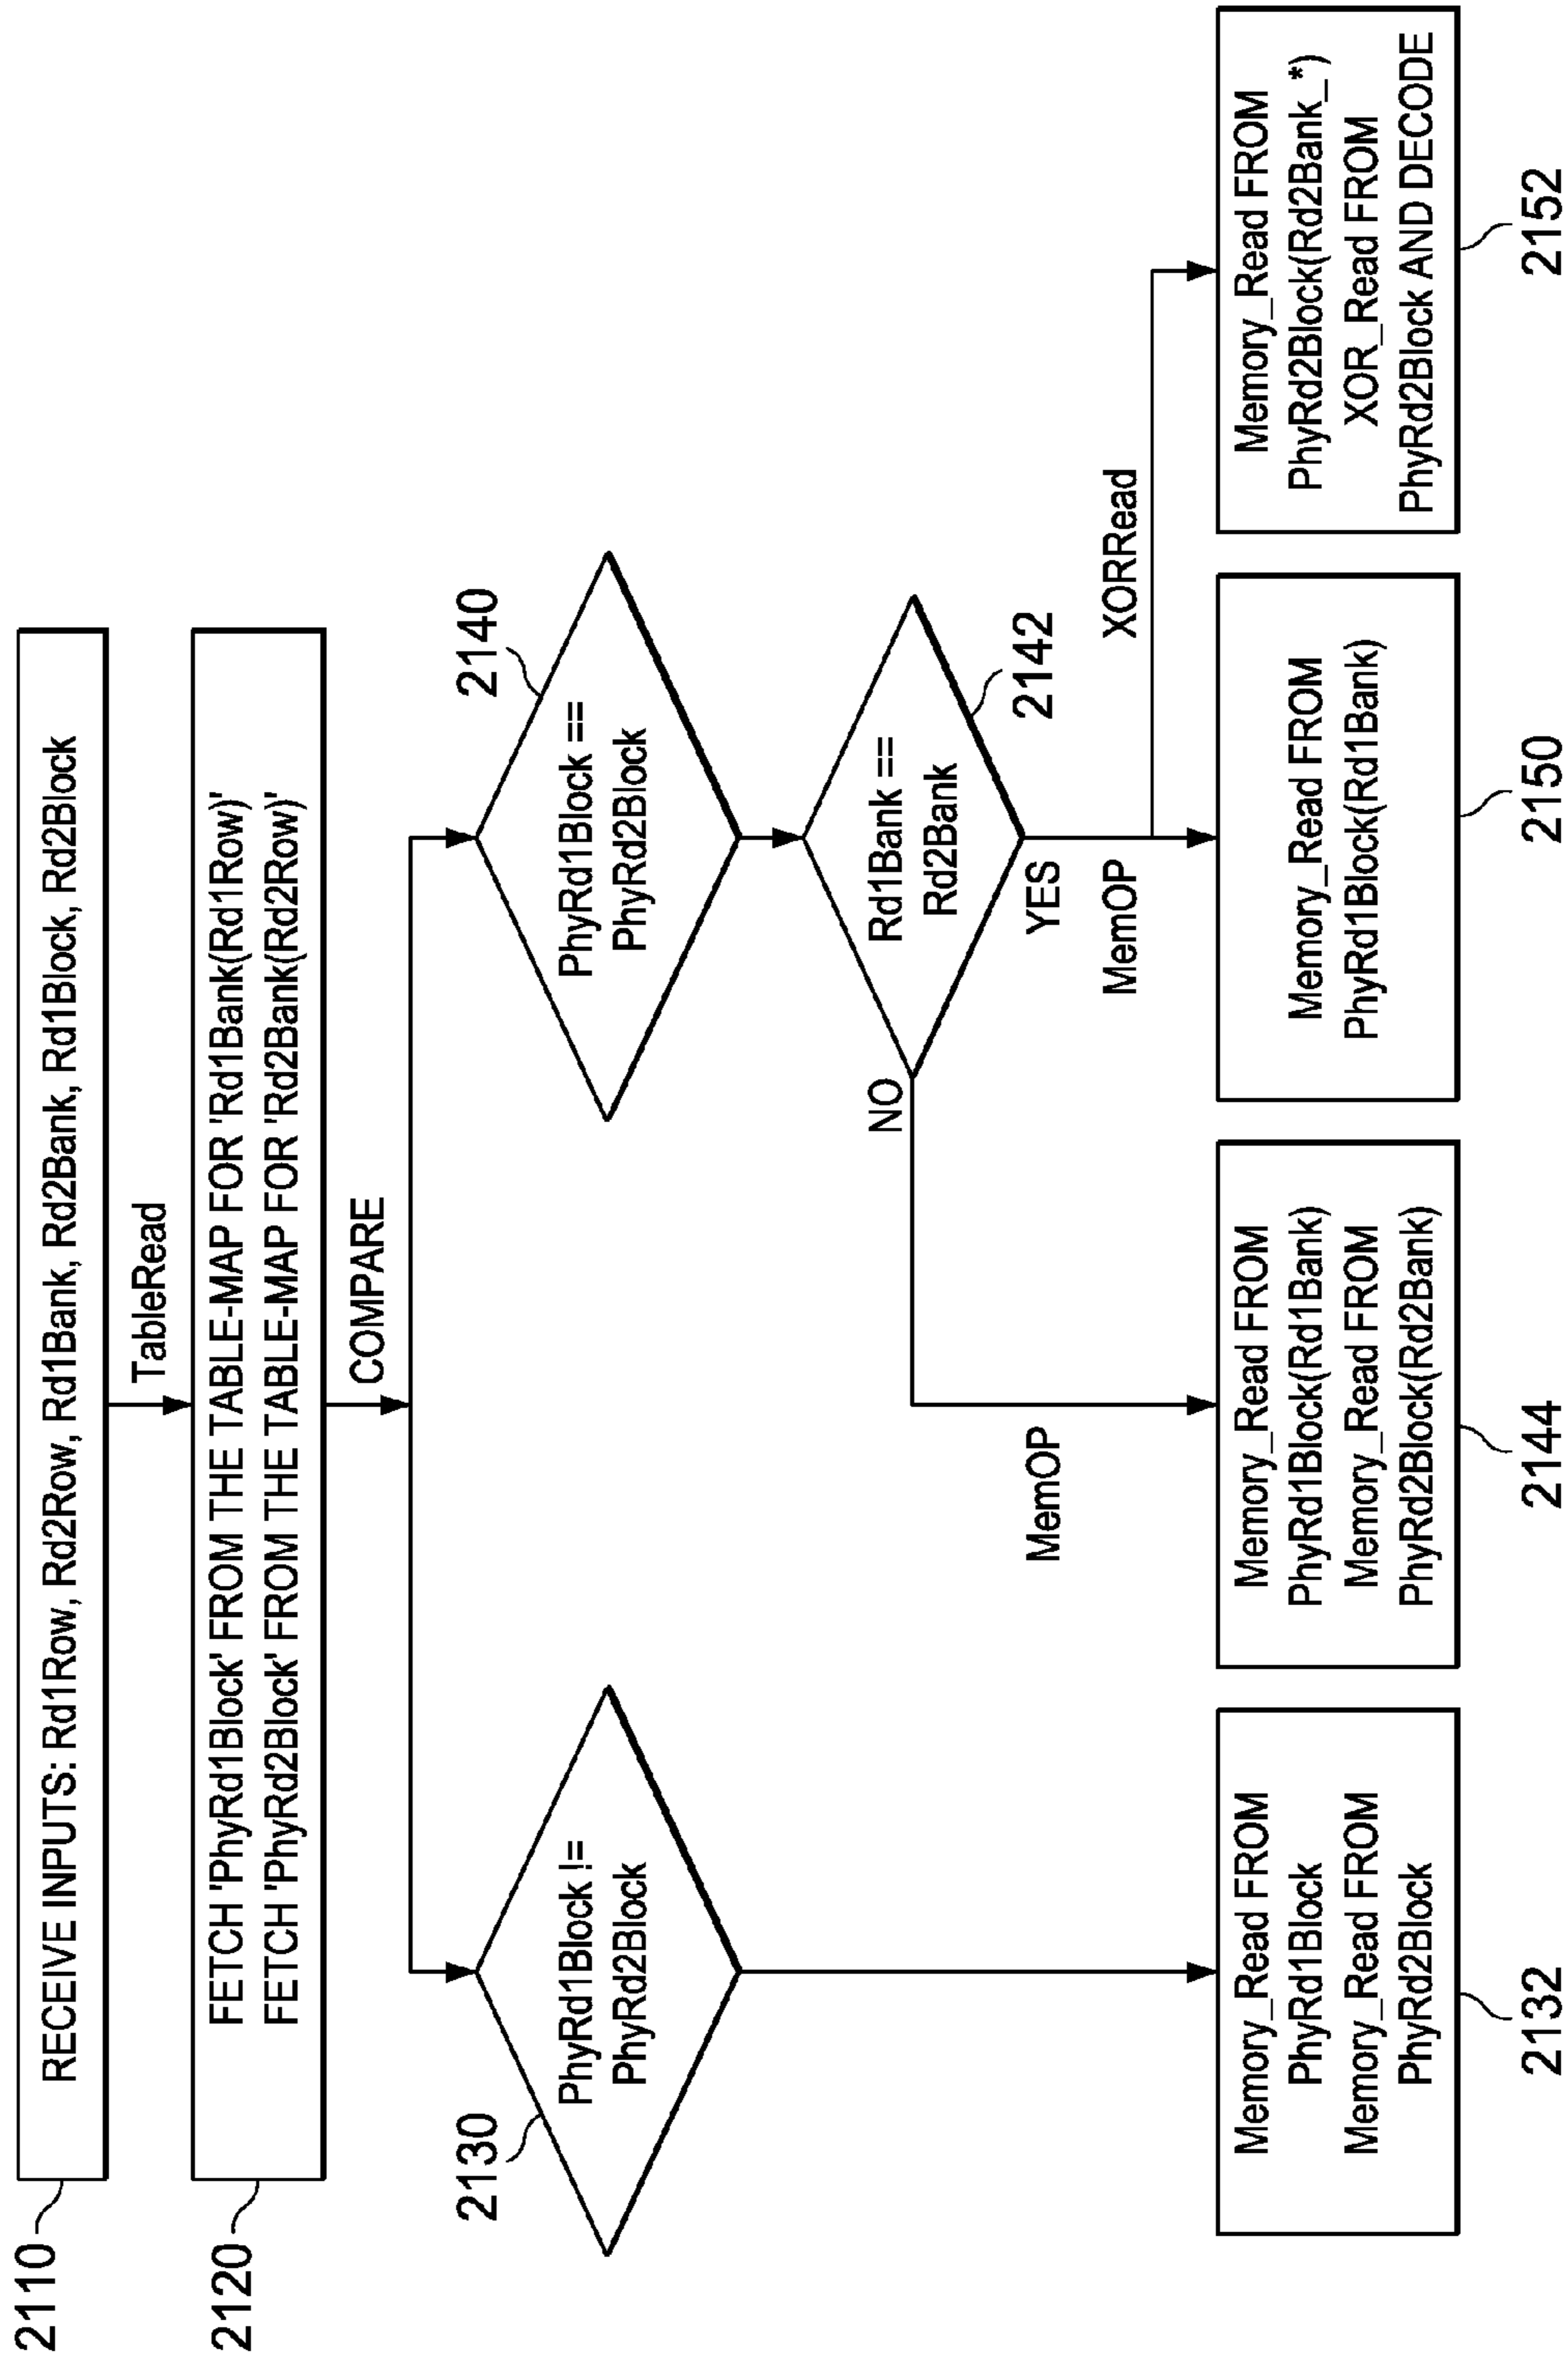 2110
RECEIVE INPUTS: Rd1Row, Rd2Row, Rd1Bank, Rd2Bank, Rd1Block, Rd2Block
TableRead
2120
FETCH 'PhyRd1Block' FROM THE TABLE-MAP FOR 'Rd1Bank(Rd1Row)'
FETCH 'PhyRd2Block' FROM THE TABLE-MAP FOR 'Rd2Bank(Rd2Row)'
COMPARE
2130
PhyRd1Block !=
PhyRd2Block
2140
PhyRd1Block ==
PhyRd2Block
Rd1Bank ==
Rd2Bank
2142
NO
YES
MemOP
MemOP
XORRead
Memory_Read FROM
PhyRd1Block
Memory_Read FROM
PhyRd2Block
2132
Memory_Read FROM
PhyRd1Block(Rd1Bank)
Memory_Read FROM
PhyRd2Block(Rd2Bank)
2144
Memory_Read FROM
PhyRd1Block(Rd1Bank)
2150
Memory_Read FROM
PhyRd2Block(Rd2Bank_*)
XOR_Read FROM
PhyRd2Block AND DECODE
2152